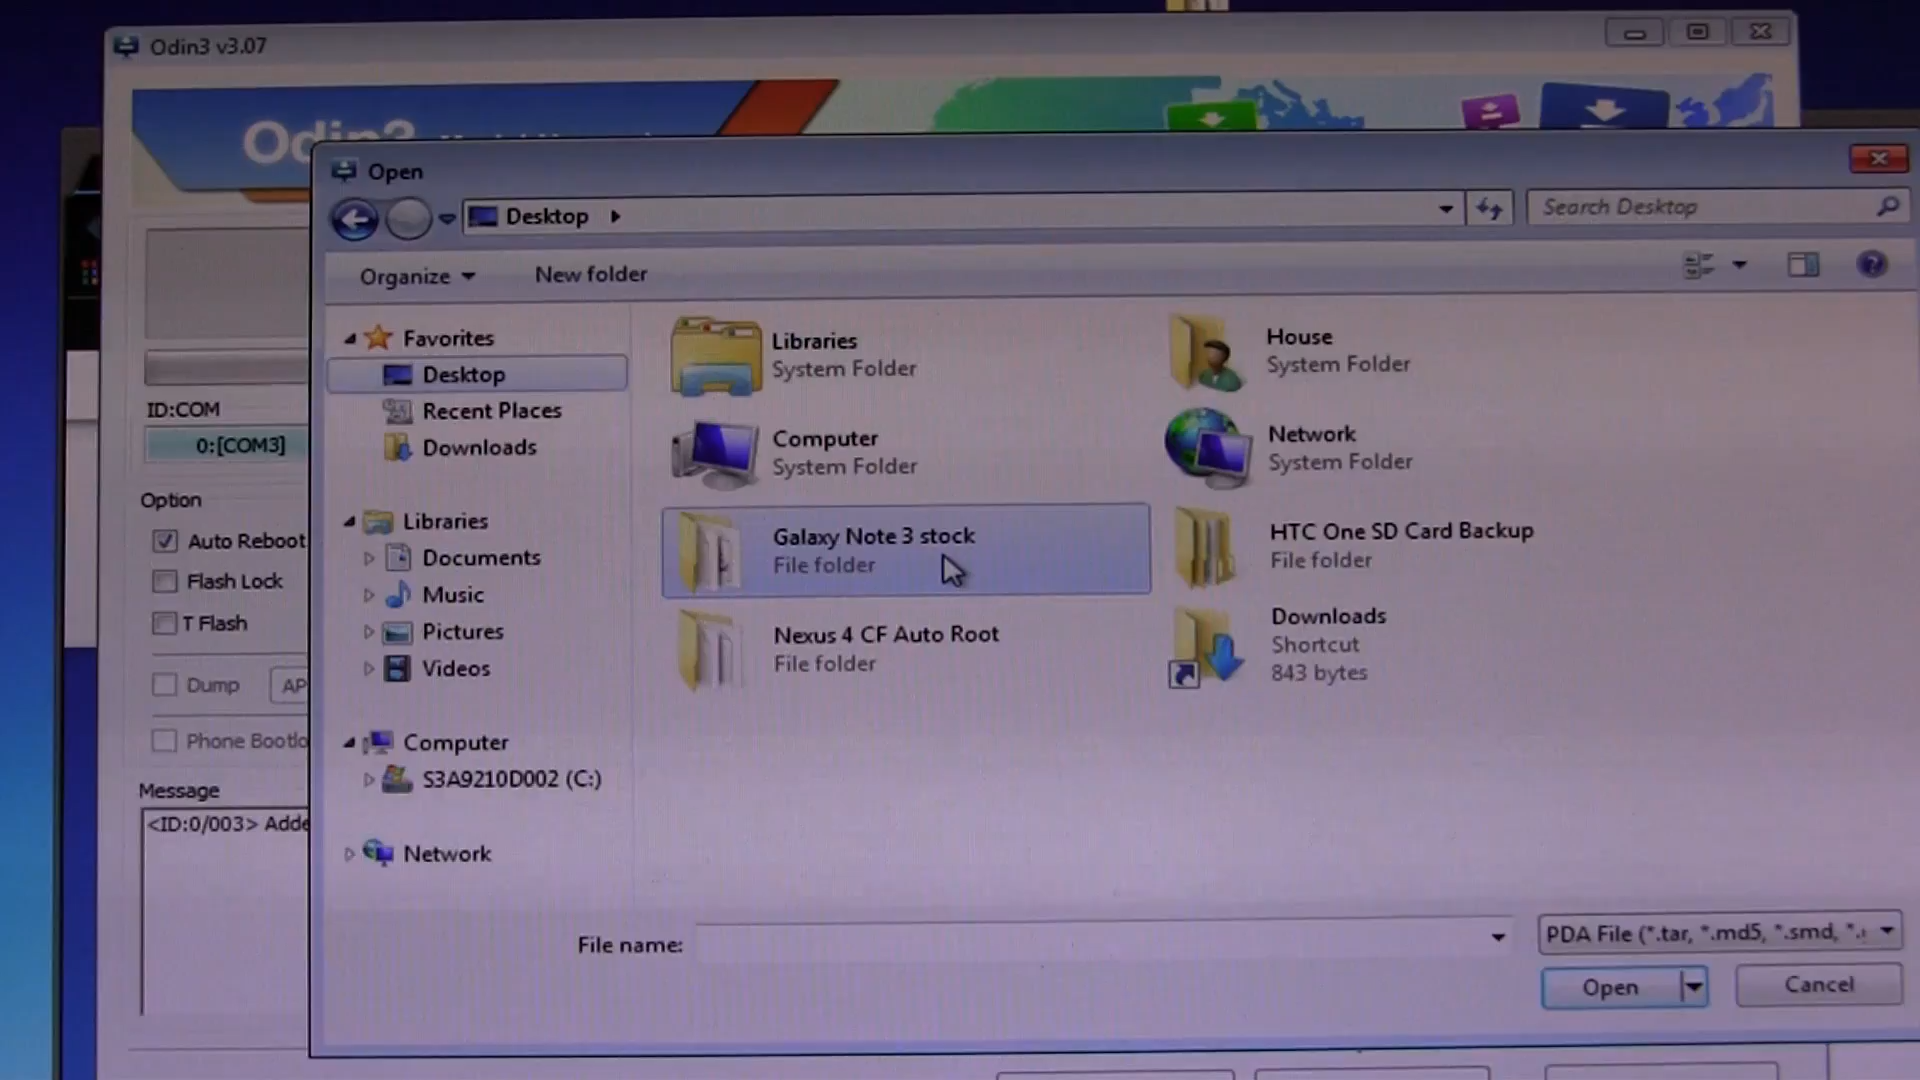 Odin3 v3.07
Odin3
Open
Desktop
Search Desktop
Organize
New folder
Favorites
Desktop
Recent Places
Downloads
Libraries
Documents
Music
Pictures
Videos
Computer
S3A9210D002 (C:)
Network
Libraries
System Folder
House
System Folder
Computer
System Folder
Network
System Folder
Galaxy Note 3 stock
File folder
HTC One SD Card Backup
File folder
Nexus 4 CF Auto Root
File folder
Downloads
Shortcut
843 bytes
ID:COM
0:[COM3]
Option
Auto Reboot
Flash Lock
T Flash
Dump
AP
Phone Bootlo
Message
<ID:0/003> Adde
File name:
PDA File (*.tar, *.md5, *.smd, *.
Open
Cancel